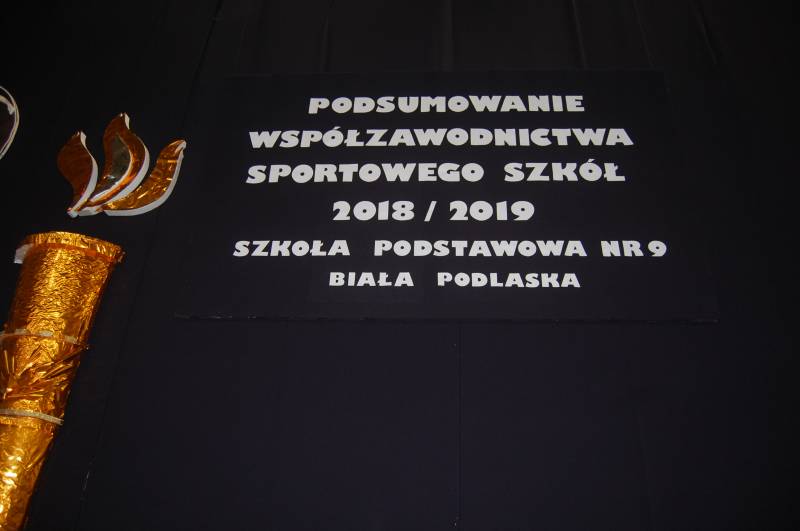 PODSUMOWANIE
WSPÓŁZAWODNICTWA
SPORTOWEGO SZKÓŁ
2018 / 2019
SZKOŁA PODSTAWOWA NR 9
BIAŁA PODLASKA